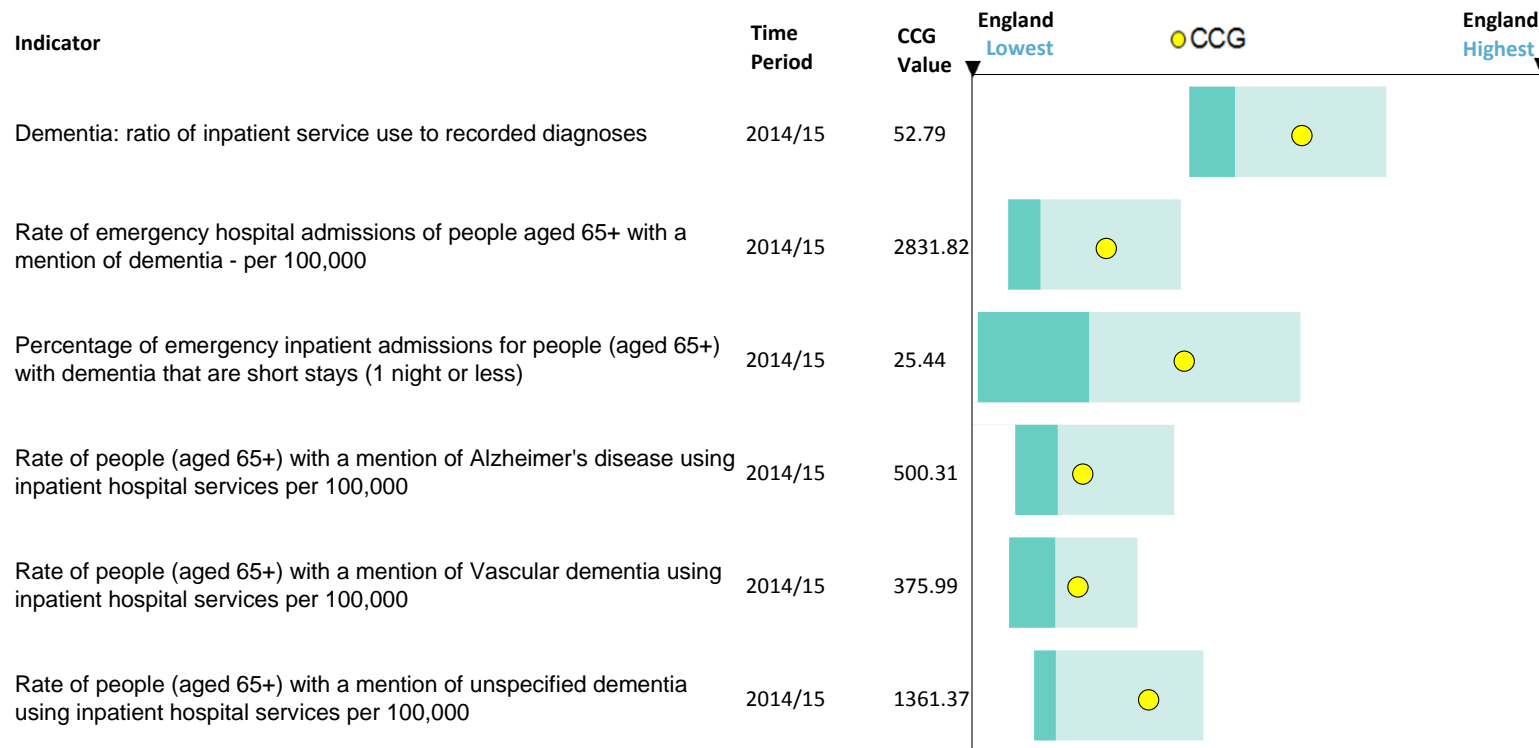 Indicator
Time
Period
CCG
Value
England
Lowest
CCG
England
Highest
Dementia: ratio of inpatient service use to recorded diagnoses
2014/15
52.79
Rate of emergency hospital admissions of people aged 65+ with a
mention of dementia - per 100,000
2014/15
2831.82
Percentage of emergency inpatient admissions for people (aged 65+)
with dementia that are short stays (1 night or less)
2014/15
25.44
Rate of people (aged 65+) with a mention of Alzheimer's disease using
inpatient hospital services per 100,000
2014/15
500.31
Rate of people (aged 65+) with a mention of Vascular dementia using
inpatient hospital services per 100,000
2014/15
375.99
Rate of people (aged 65+) with a mention of unspecified dementia
using inpatient hospital services per 100,000
2014/15
1361.37